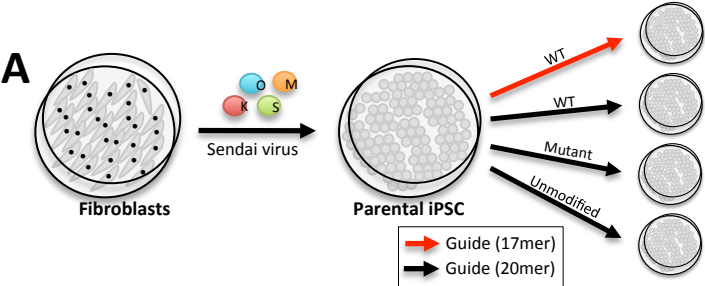 A
O
M
K
S
Sendai virus
Fibroblasts
Parental iPSC
WT
WT
Mutant
Unmodified
Guide (17mer)
Guide (20mer)